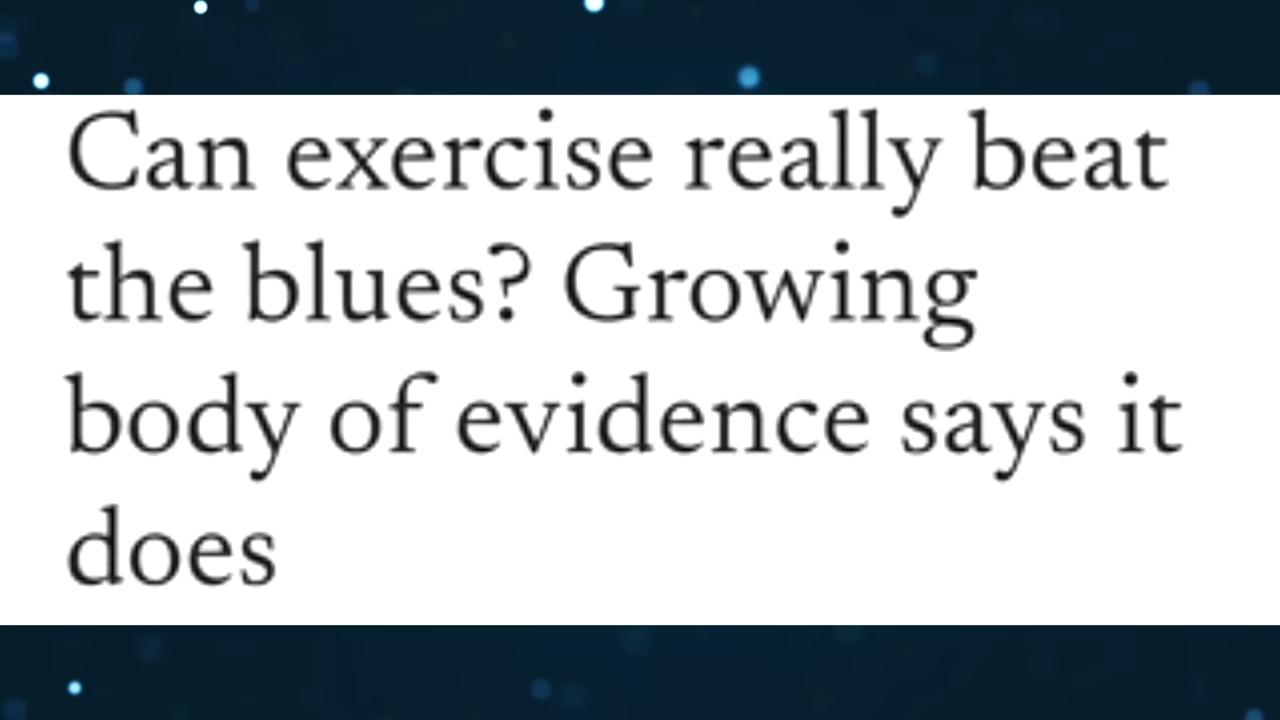 Can exercise really beat
the blues? Growing
body of evidence says it
does